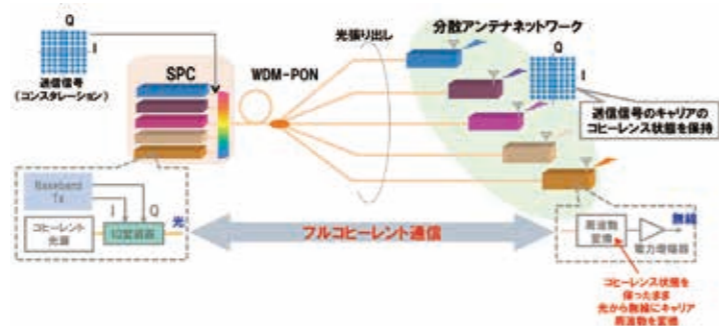 Q
I
送信信号
(コンスタレーション)
SPC
WDM-PON
光張り出し
分散アンテナネットワーク
Q
I
送信信号のキャリアの
コヒーレンス状態を保持
Baseband
Tx
I
Q
コヒーレント
光源
IQ変調器
光
フルコヒーレント通信
周波数
変換
電力増幅器
無線
コヒーレンス状態を
保ったまま
光から無線にキャリア
周波数を変換